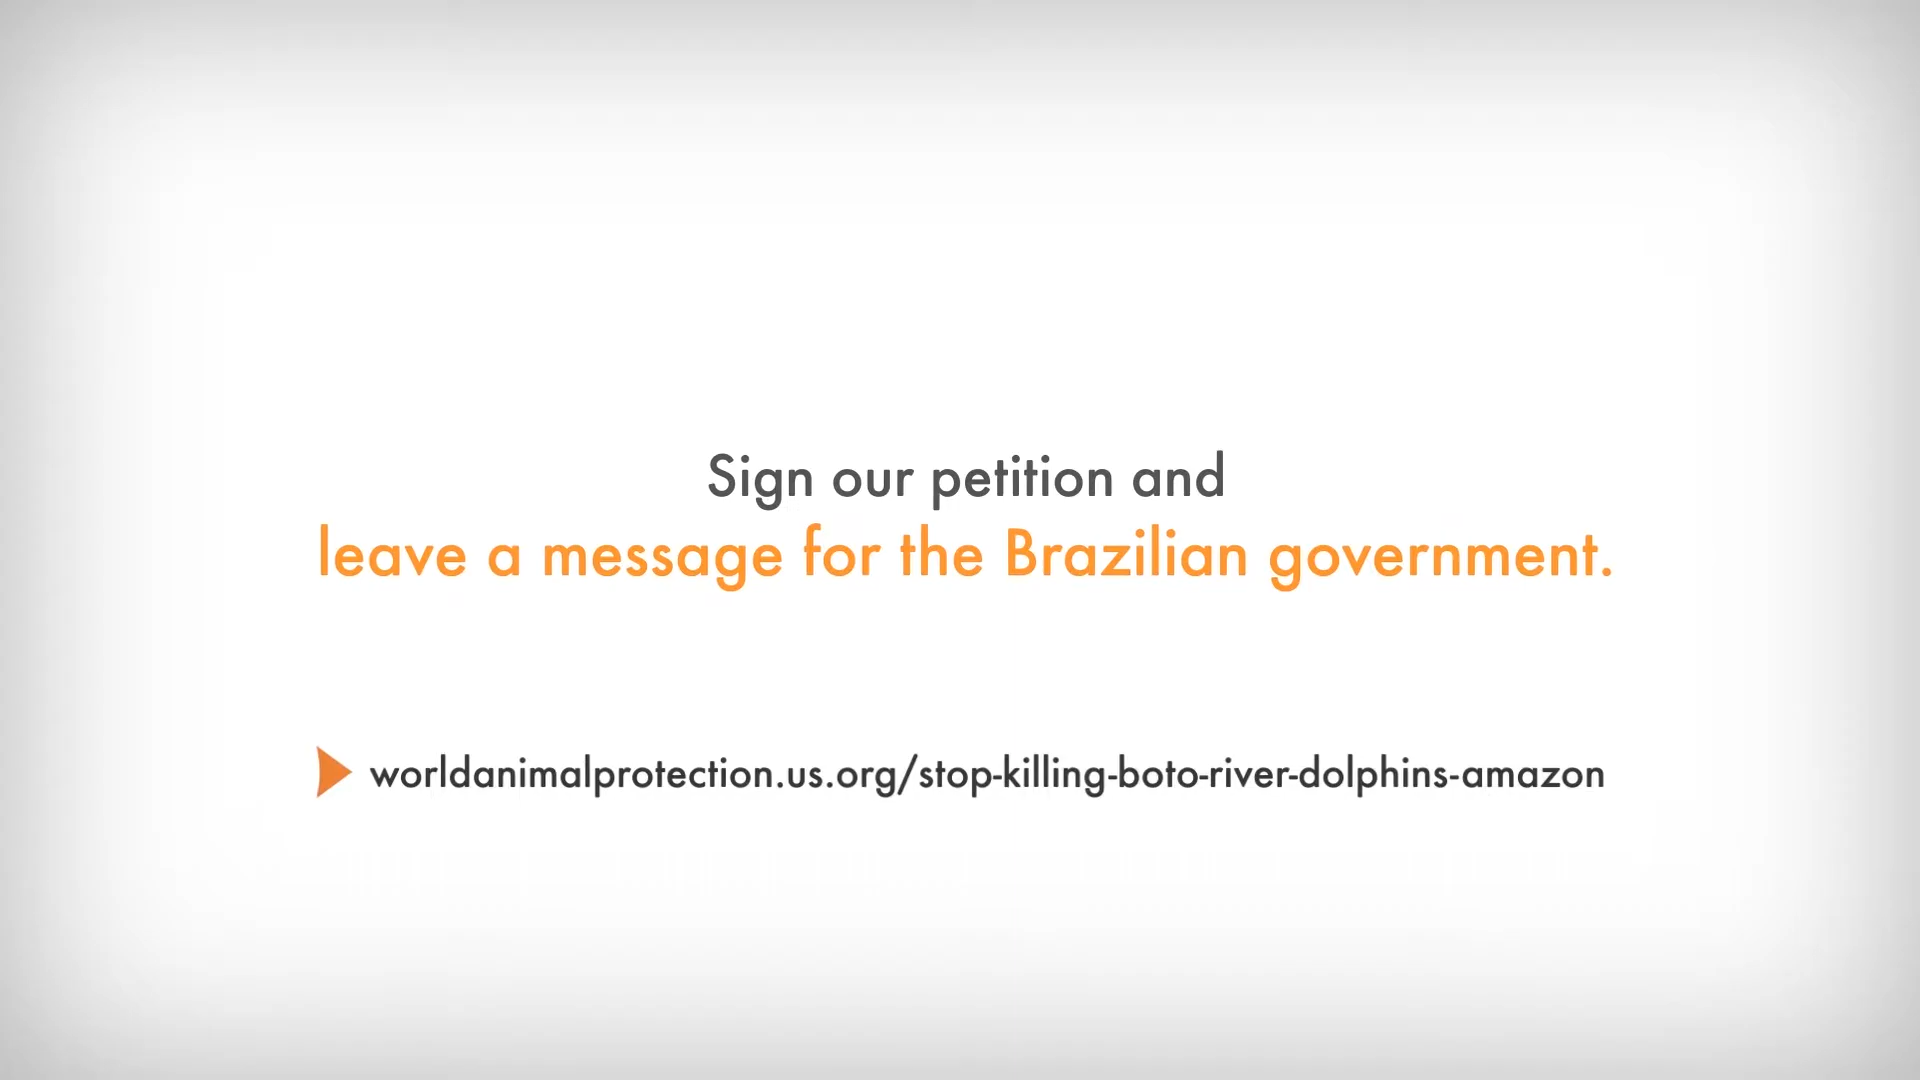 Sign our petition and
leave a message for the Brazilian government.
worldanimalprotection.us.org/stop-killing-boto-river-dolphins-amazon